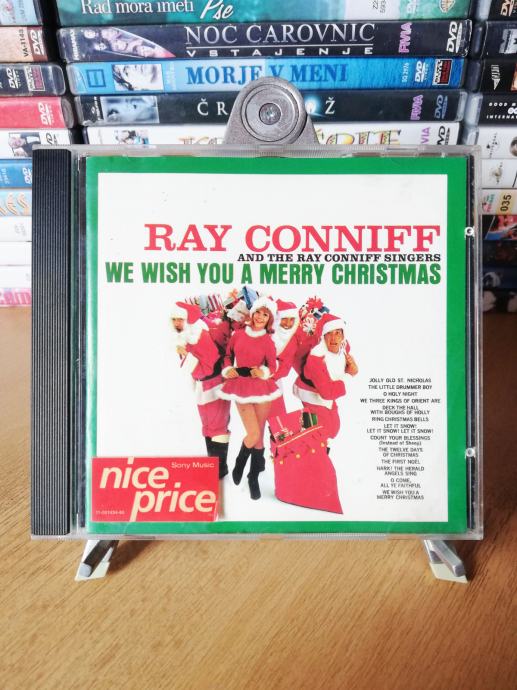 Rad mora imeti Pse
NOC CAROVNIC
VSTAJENJE
MORJE V MENI
RAY CONNIFF
AND THE RAY CONNIFF SINGERS
WE WISH YOU A MERRY CHRISTMAS
JOLLY OLD ST. NICHOLAS
THE LITTLE DRUMMER BOY
O HOLY NIGHT
WE THREE KINGS OF ORIENT ARE
DECK THE HALL
WITH BOUGHS OF HOLLY
RING CHRISTMAS BELLS
LET IT SNOW!
LET IT SNOW! LET IT SNOW!
COUNT YOUR BLESSINGS
(Instead of Sheep)
THE TWELVE DAYS
OF CHRISTMAS
THE FIRST NOËL
HARK! THE HERALD
ANGELS SING
O COME,
ALL YE FAITHFUL
WE WISH YOU A
MERRY CHRISTMAS
Sony Music
nice
price
035